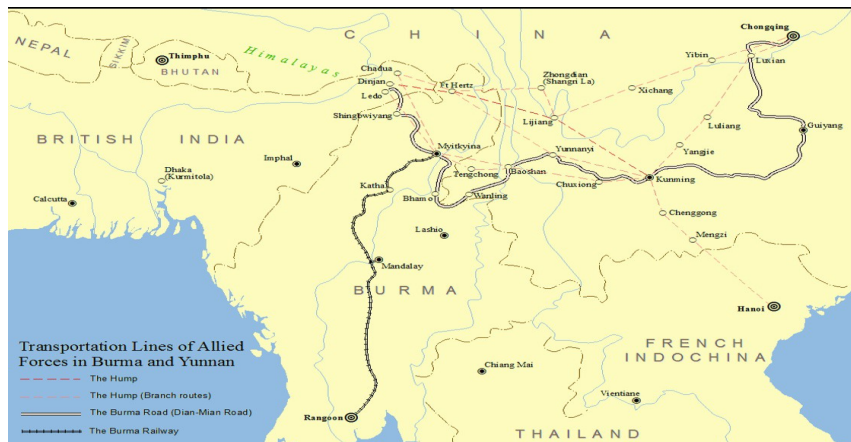 C H I N A
Chongqing
NEPAL
SIKKIM
Thimphu
BHUTAN
Himalayas
Chadua
Dinjan
Ledo
Ft Hertz
Zhongdian
(Shangri La)
Xichang
Yibin
Luxian
Shingbwiyang
Lijiang
Luliang
Guiyang
BRITISH INDIA
Imphal
Myitkyina
Yunnanyi
Yangjie
Dhaka
(Kurmitola)
Tengchong
Baoshan
Kunming
Calcutta
Katha
Bhamo
Wanling
Chuxiong
Chenggong
Lashio
Mengzi
Mandalay
BURMA
Hanoi
FRENCH
INDOCHINA
Chiang Mai
Vientiane
Rangoon
THAILAND
Transportation Lines of Allied
Forces in Burma and Yunnan
The Hump
The Hump (Branch routes)
The Burma Road (Dian-Mian Road)
The Burma Railway